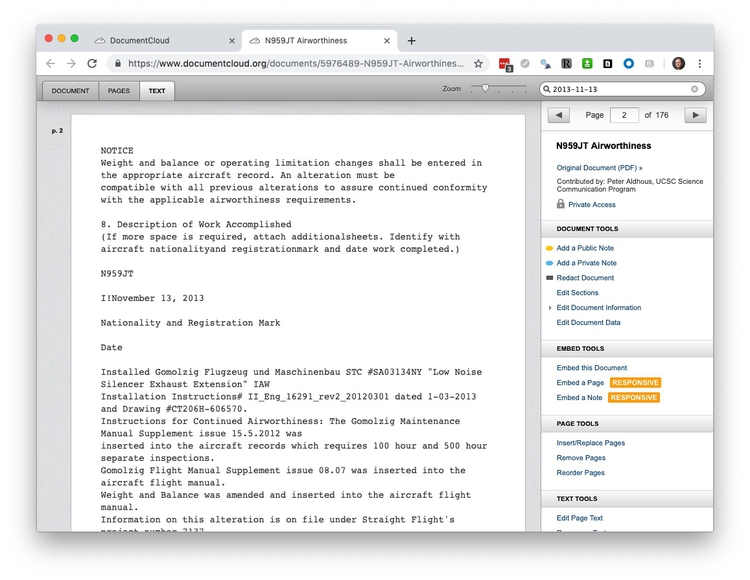 DocumentCloud
N959JT Airworthiness
https://www.documentcloud.org/documents/5976489-N959JT-Airworthines...
3
DOCUMENT
PAGES
TEXT
Zoom
2013-11-13
p. 2
NOTICE
Weight and balance or operating limitation changes shall be entered in
the appropriate aircraft record. An alteration must be
compatible with all previous alterations to assure continued conformity
with the applicable airworthiness requirements.
8. Description of Work Accomplished
(If more space is required, attach additionalsheets. Identify with
aircraft nationalityand registrationmark and date work completed.)
N959JT
I!November 13, 2013
Nationality and Registration Mark
Date
Installed Gomolzig Flugzeug und Maschinenbau STC #SA03134NY "Low Noise
Silencer Exhaust Extension" IAW
Installation Instructions# II_Eng_16291_rev2_20120301 dated 1-03-2013
and Drawing #CT206H-606570.
Instructions for Continued Airworthiness: The Gomolzig Maintenance
Manual Supplement issue 15.5.2012 was
inserted into the aircraft records which requires 100 hour and 500 hour
separate inspections.
Gomolzig Flight Manual Supplement issue 08.07 was inserted into the
aircraft flight manual.
Weight and Balance was amended and inserted into the aircraft flight
manual.
Information on this alteration is on file under Straight Flight's
project number 7137
Page 2 of 176
N959JT Airworthiness
Original Document (PDF) »
Contributed by: Peter Aldhous, UCSC Science
Communication Program
Private Access
DOCUMENT TOOLS
Add a Public Note
Add a Private Note
Redact Document
Edit Sections
Edit Document Information
Edit Document Data
EMBED TOOLS
Embed this Document
Embed a Page RESPONSIVE
Embed a Note RESPONSIVE
PAGE TOOLS
Insert/Replace Pages
Remove Pages
Reorder Pages
TEXT TOOLS
Edit Page Text